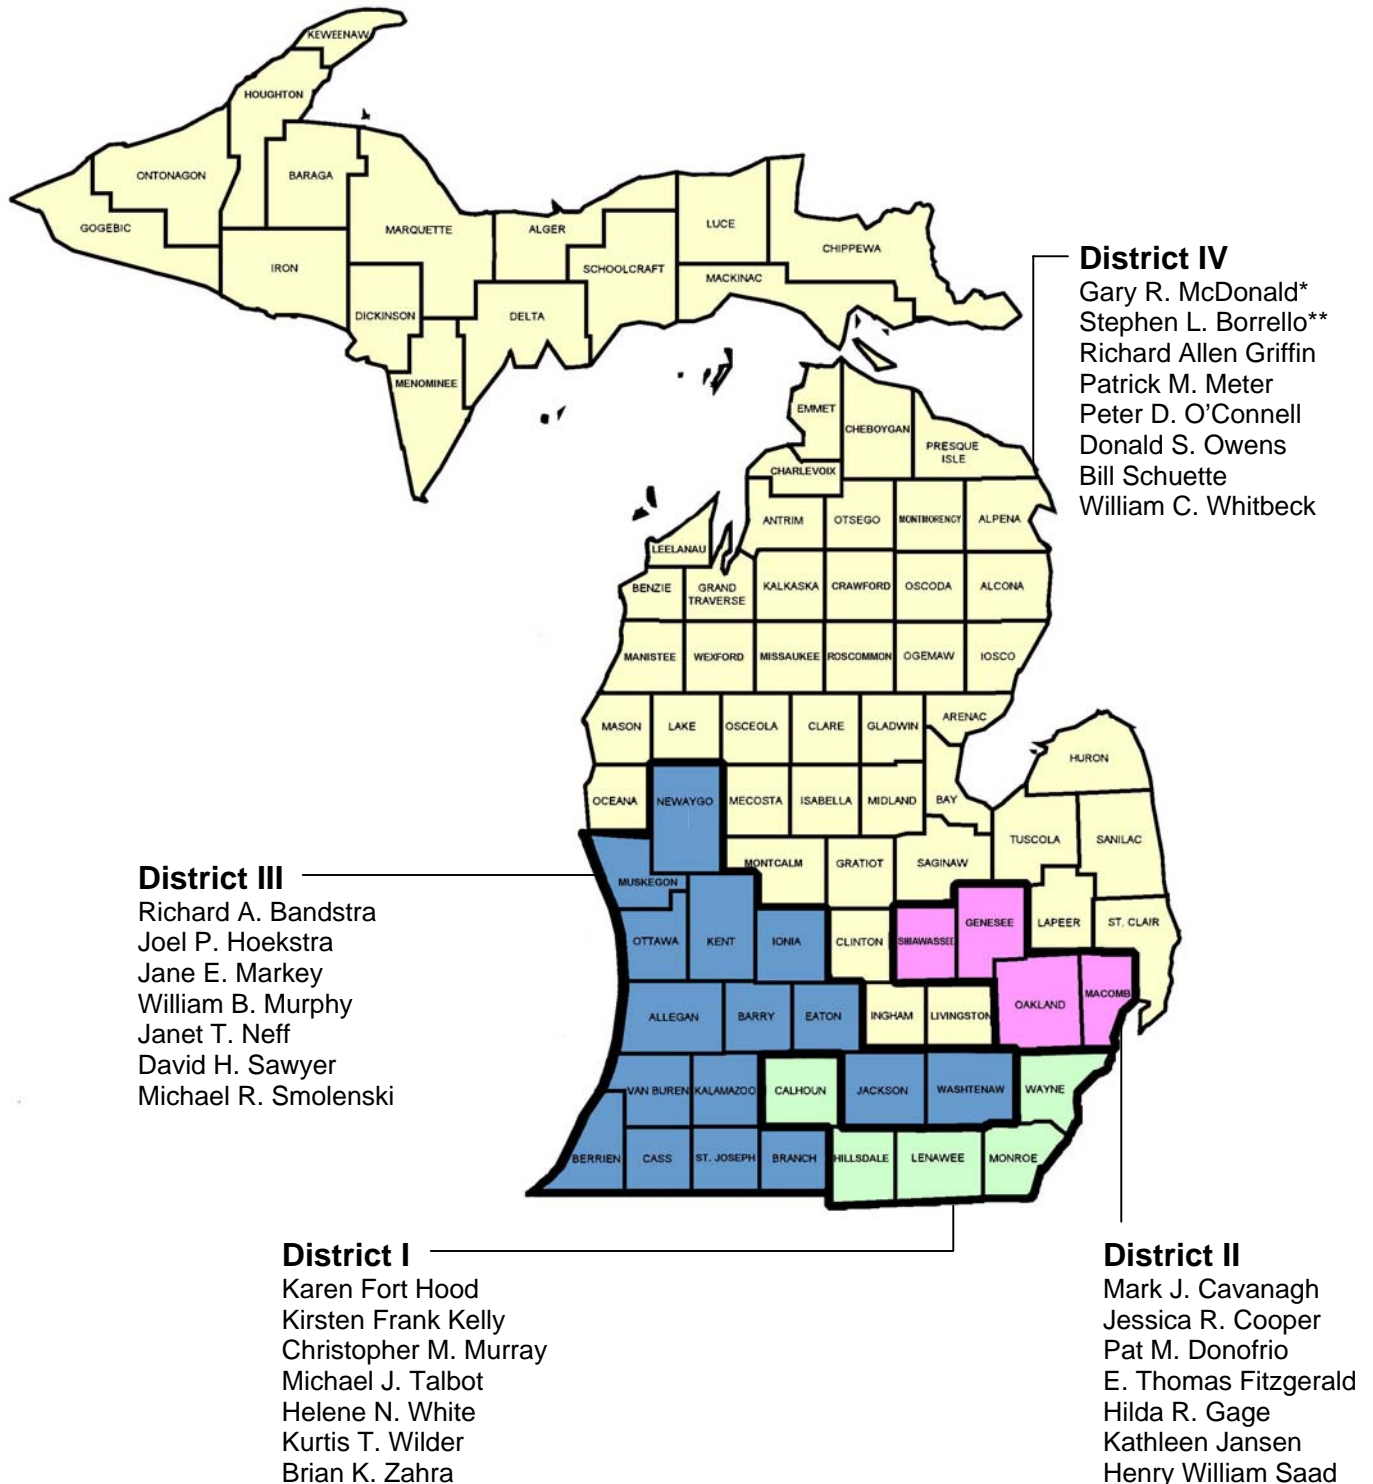 KEWEENAW
HOUGHTON
ONTONAGON
BARAGA
GOGEBIC
MARQUETTE
ALGER
LUCE
CHIPPEWA
IRON
SCHOOLCRAFT
MACKINAC
DICKINSON
DELTA
MENOMINEE
District IV
Gary R. McDonald*
Stephen L. Borrello**
Richard Allen Griffin
Patrick M. Meter
Peter D. O’Connell
Donald S. Owens
Bill Schuette
William C. Whitbeck
EMMET
CHEBOYGAN
PRESQUE
ISLE
CHARLEVOIX
ANTRIM
OTSEGO
MONTMORENCY
ALPENA
LEELANAU
BENZIE
GRAND
TRAVERSE
KALKASKA
CRAWFORD
OSCODA
ALCONA
MANISTEE
WEXFORD
MISSAUKEE
ROSCOMMON
OGEMAW
IOSCO
MASON
LAKE
OSCEOLA
CLARE
GLADWIN
ARENAC
HURON
OCEANA
NEWAYGO
MECOSTA
ISABELLA
MIDLAND
BAY
TUSCOLA
SANILAC
MONTCALM
GRATIOT
SAGINAW
MUSKEGON
OTTAWA
KENT
IONIA
CLINTON
SHIAWASSEE
GENESEE
LAPEER
ST. CLAIR
ALLEGAN
BARRY
EATON
INGHAM
LIVINGSTON
OAKLAND
MACOMB
VAN BUREN
KALAMAZOO
CALHOUN
JACKSON
WASHTENAW
WAYNE
BERRIEN
CASS
ST. JOSEPH
BRANCH
HILLSDALE
LENAWEE
MONROE
District III
Richard A. Bandstra
Joel P. Hoekstra
Jane E. Markey
William B. Murphy
Janet T. Neff
David H. Sawyer
Michael R. Smolenski
District I
Karen Fort Hood
Kirsten Frank Kelly
Christopher M. Murray
Michael J. Talbot
Helene N. White
Kurtis T. Wilder
Brian K. Zahra
District II
Mark J. Cavanagh
Jessica R. Cooper
Pat M. Donofrio
E. Thomas Fitzgerald
Hilda R. Gage
Kathleen Jansen
Henry William Saad